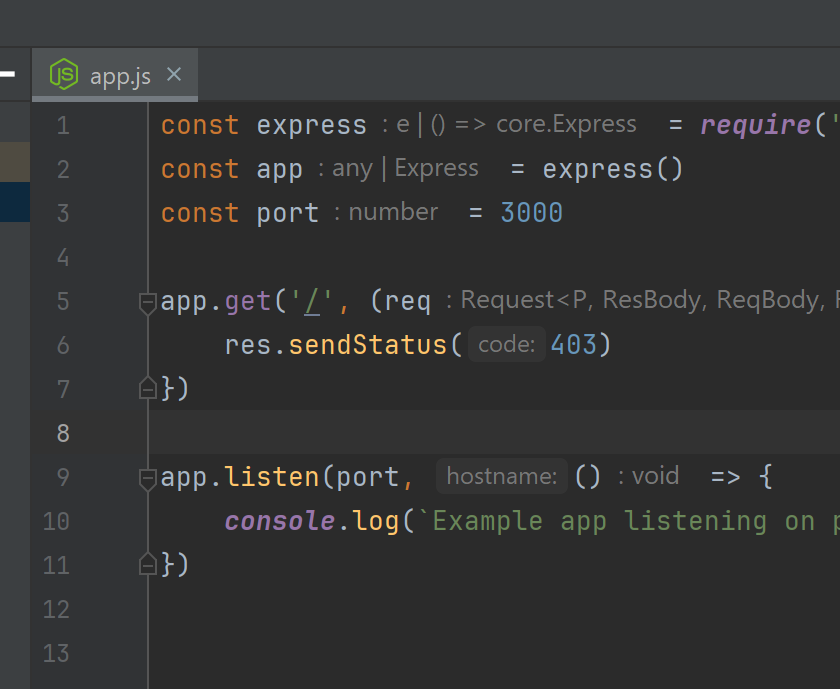 JS app.js ×
1 const express : e | () => core.Express = require('
2 const app : any | Express = express()
3 const port : number = 3000
4
5 app.get('/', (req : Request<P, ResBody, ReqBody,
6 res.sendStatus( code: 403)
7 })
8
9 app.listen(port, hostname: () : void => {
10 console.log(`Example app listening on
11 })
12
13